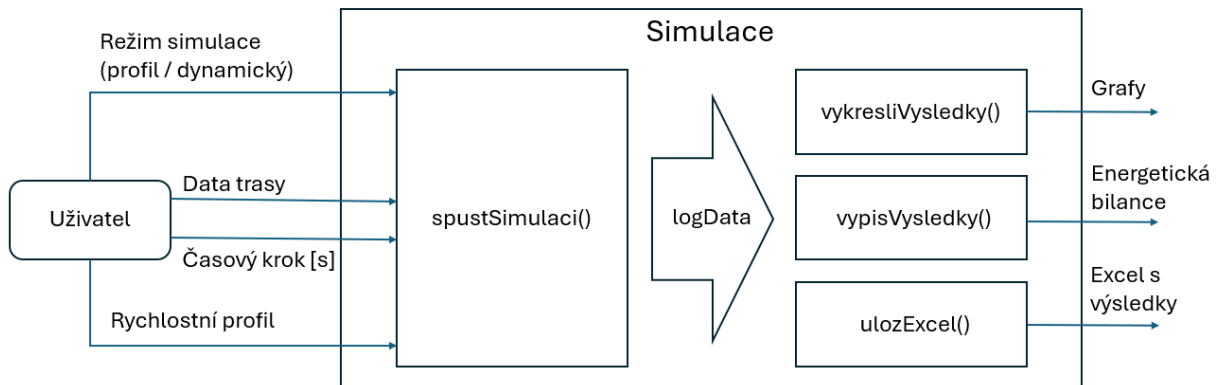 Simulace
Režim simulace
(profil / dynamický)
Uživatel
Data trasy
Časový krok [s]
Rychlostní profil
spustSimulaci()
logData
vykresliVysledky()
vypisVysledky()
ulozExcel()
Grafy
Energetická
bilance
Excel s
výsledky